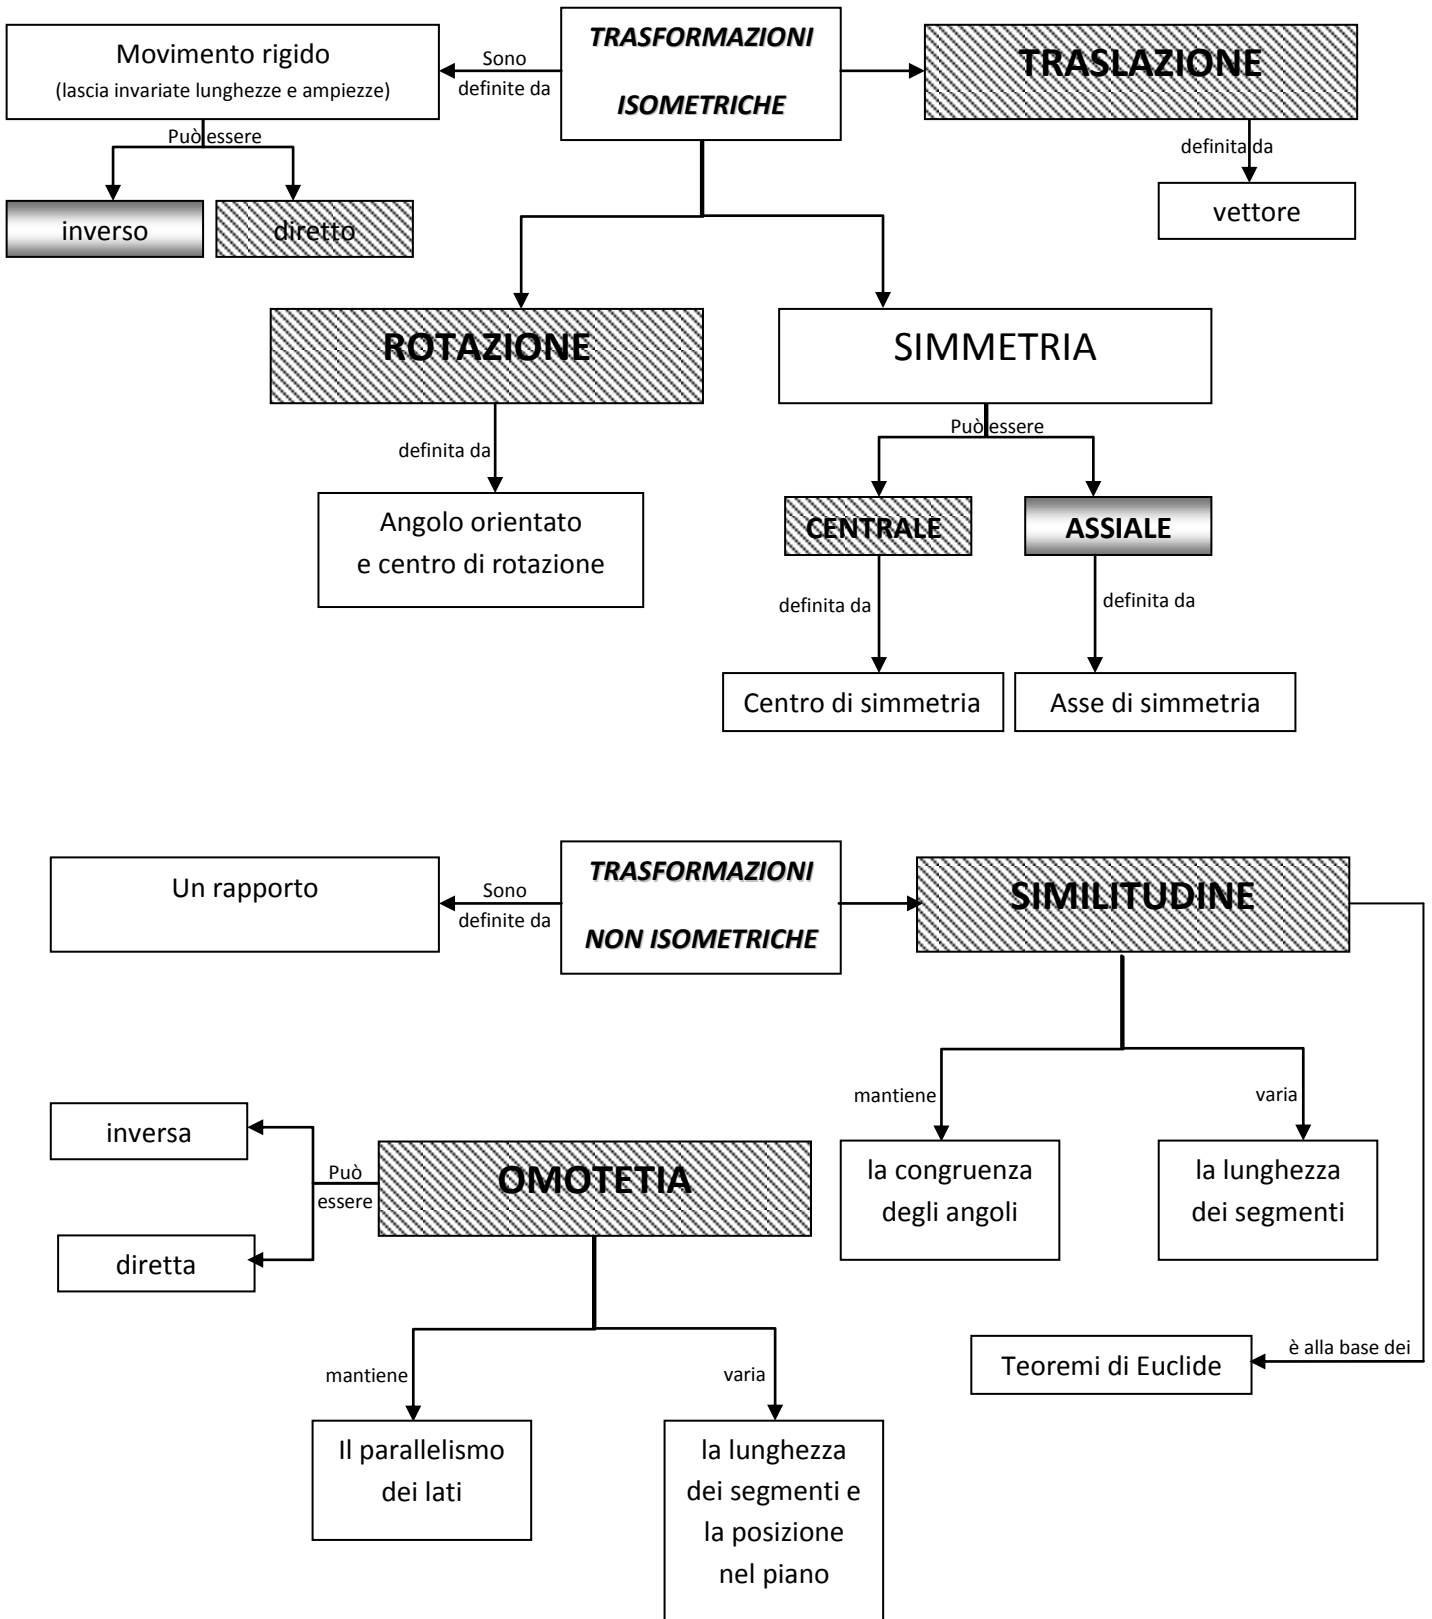 TRASFORMAZIONI
ISOMETRICHE
Sono
definite da
Movimento rigido
(lascia invariate lunghezze e ampiezze)
Può essere
inverso
diretto
TRASLAZIONE
definita da
vettore
ROTAZIONE
definita da
Angolo orientato
e centro di rotazione
SIMMETRIA
Può essere
CENTRALE
ASSIALE
definita da
definita da
Centro di simmetria
Asse di simmetria
TRASFORMAZIONI
NON ISOMETRICHE
Sono
definite da
Un rapporto
SIMILITUDINE
mantiene
varia
la congruenza
degli angoli
la lunghezza
dei segmenti
è alla base dei
Teoremi di Euclide
OMOTETIA
Può
essere
inversa
diretta
mantiene
varia
Il parallelismo
dei lati
la lunghezza
dei segmenti e
la posizione
nel piano